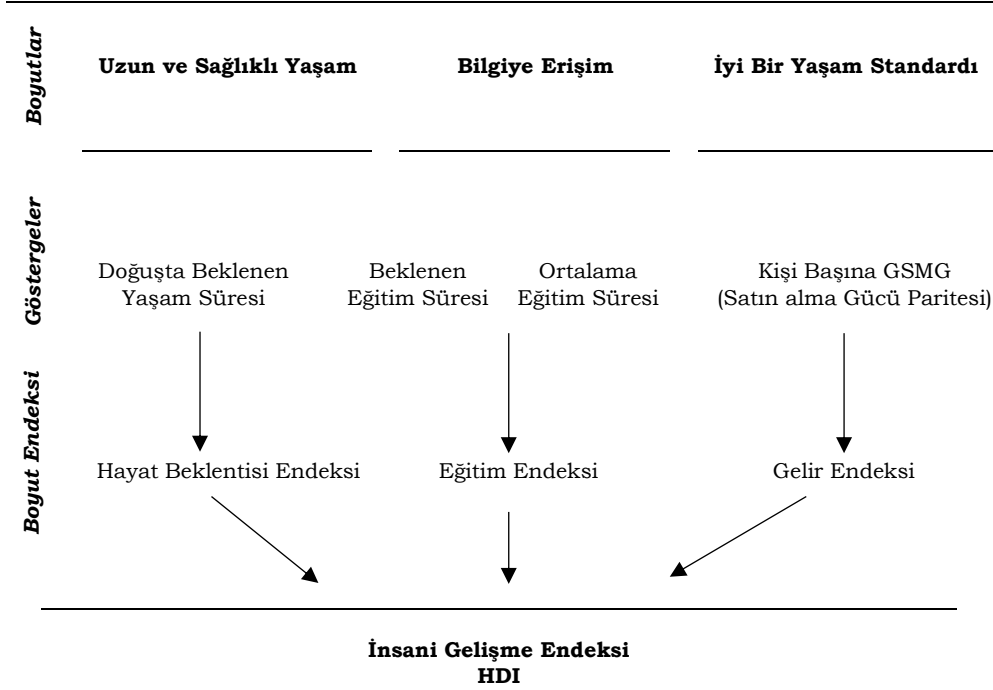 Boyutlar
Uzun ve Sağlıklı Yaşam
Bilgiye Erişim
İyi Bir Yaşam Standardı
Göstergeler
Doğuşta Beklenen
Yaşam Süresi
Beklenen
Eğitim Süresi
Ortalama
Eğitim Süresi
Kişi Başına GSMG
(Satın alma Gücü Paritesi)
Boyut Endeksi
Hayat Beklentisi Endeksi
Eğitim Endeksi
Gelir Endeksi
İnsani Gelişme Endeksi
HDI